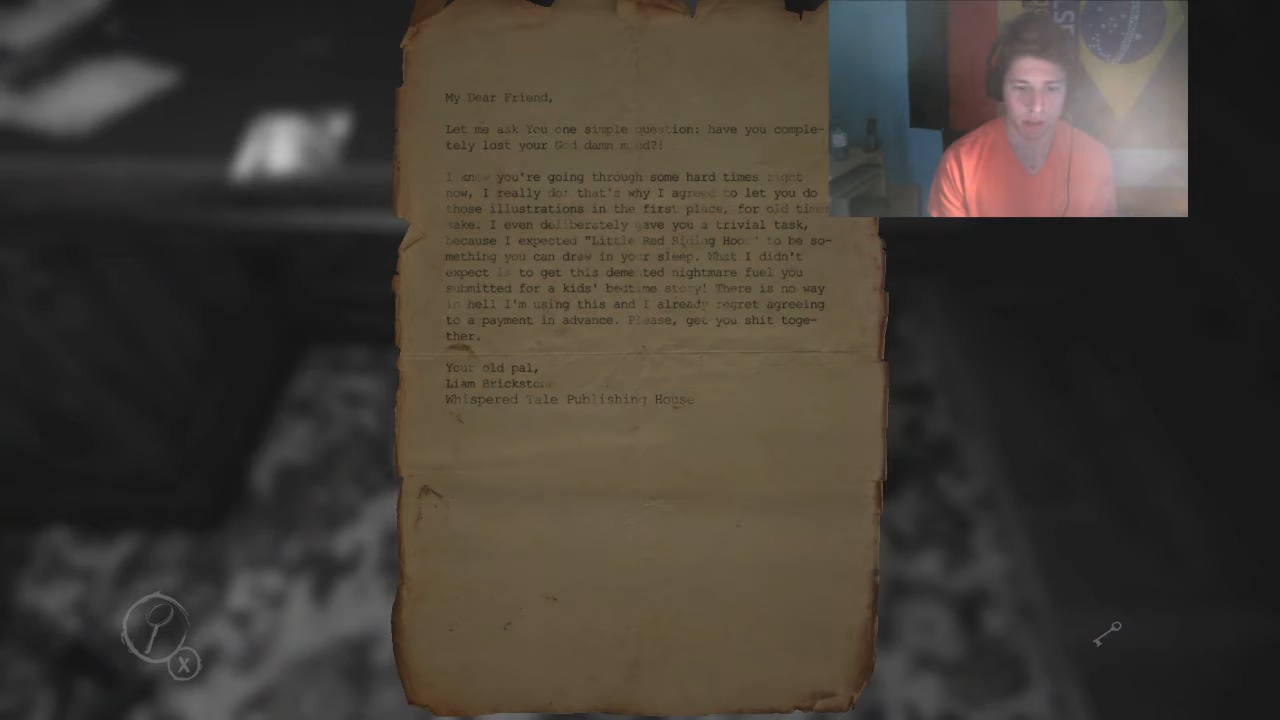 My Dear Friend,
Let me ask You one simple question: have you comple-
tely lost your God damn mind?!
I know you're going through some hard times right
now, I really do: that's why I agreed to let you do
those illustrations in the first place, for old time
sake. I even deliberately gave you a trivial task,
because I expected "Little Red Riding Hood" to be so-
mething you can draw in your sleep. What I didn't
expect is to get this demented nightmare fuel you
submitted for a kids' bedtime story! There is no way
in hell I'm using this and I already regret agreeing
to a payment in advance. Please, get you shit toge-
ther.
Your old pal,
Liam Brickstone
Whispered Tale Publishing House
X